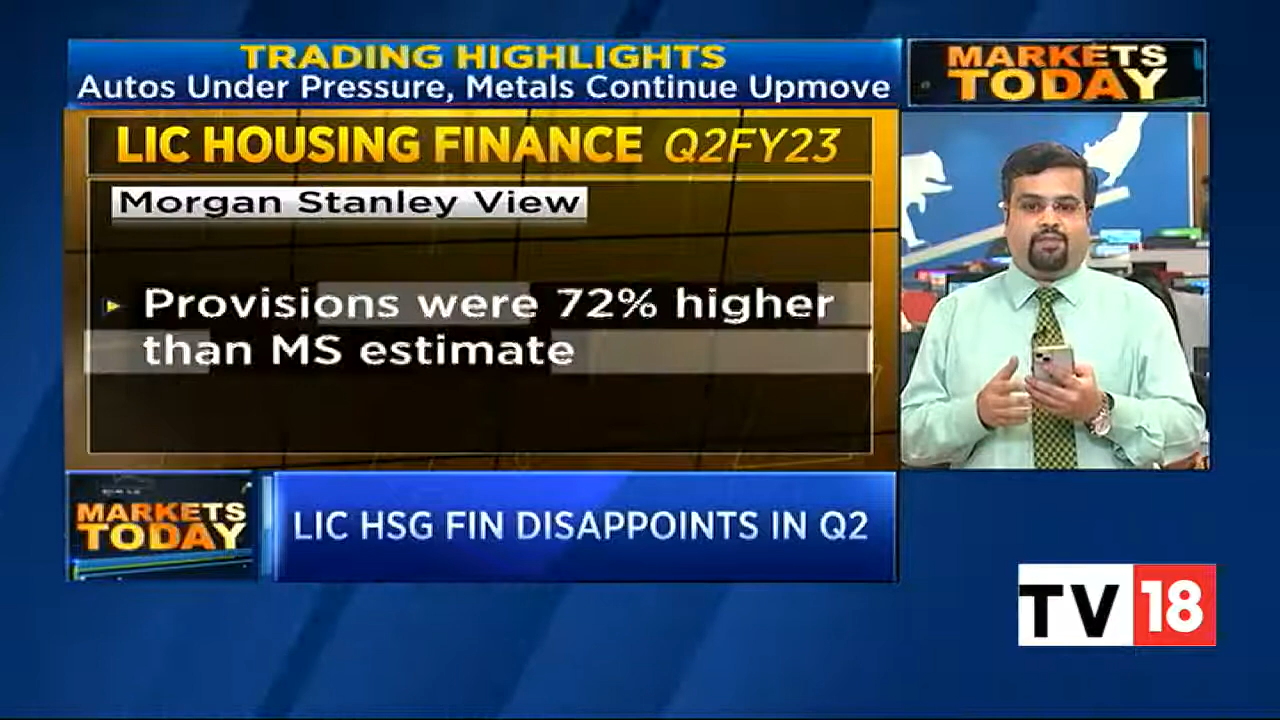 TRADING HIGHLIGHTS
Autos Under Pressure, Metals Continue Upmove
MARKETS
TODAY
LIC HOUSING FINANCE Q2FY23
Morgan Stanley View
Provisions were 72% higher
than MS estimate
MARKETS
TODAY
LIC HSG FIN DISAPPOINTS IN Q2
TV18